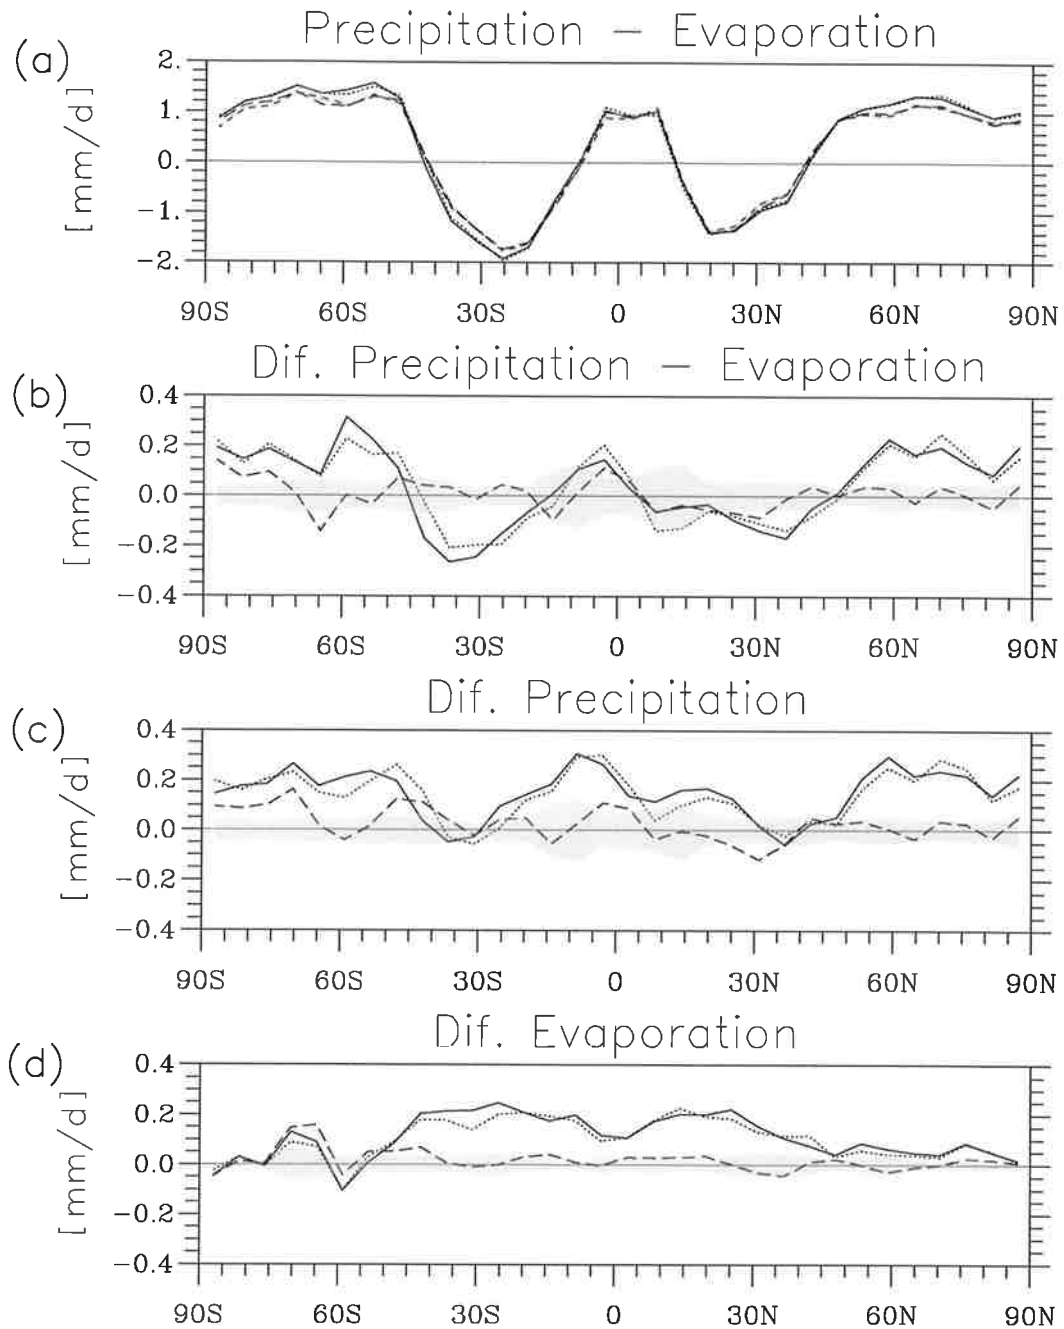 Precipitation — Evaporation
(a)
[mm/d]
2.
1.
0.
−1.
−2.
90S 60S 30S 0 30N 60N 90N
Dif. Precipitation — Evaporation
(b)
[mm/d]
0.4
0.2
0.0
−0.2
−0.4
90S 60S 30S 0 30N 60N 90N
Dif. Precipitation
(c)
[mm/d]
0.4
0.2
0.0
−0.2
−0.4
90S 60S 30S 0 30N 60N 90N
Dif. Evaporation
(d)
[mm/d]
0.4
0.2
0.0
−0.2
−0.4
90S 60S 30S 0 30N 60N 90N